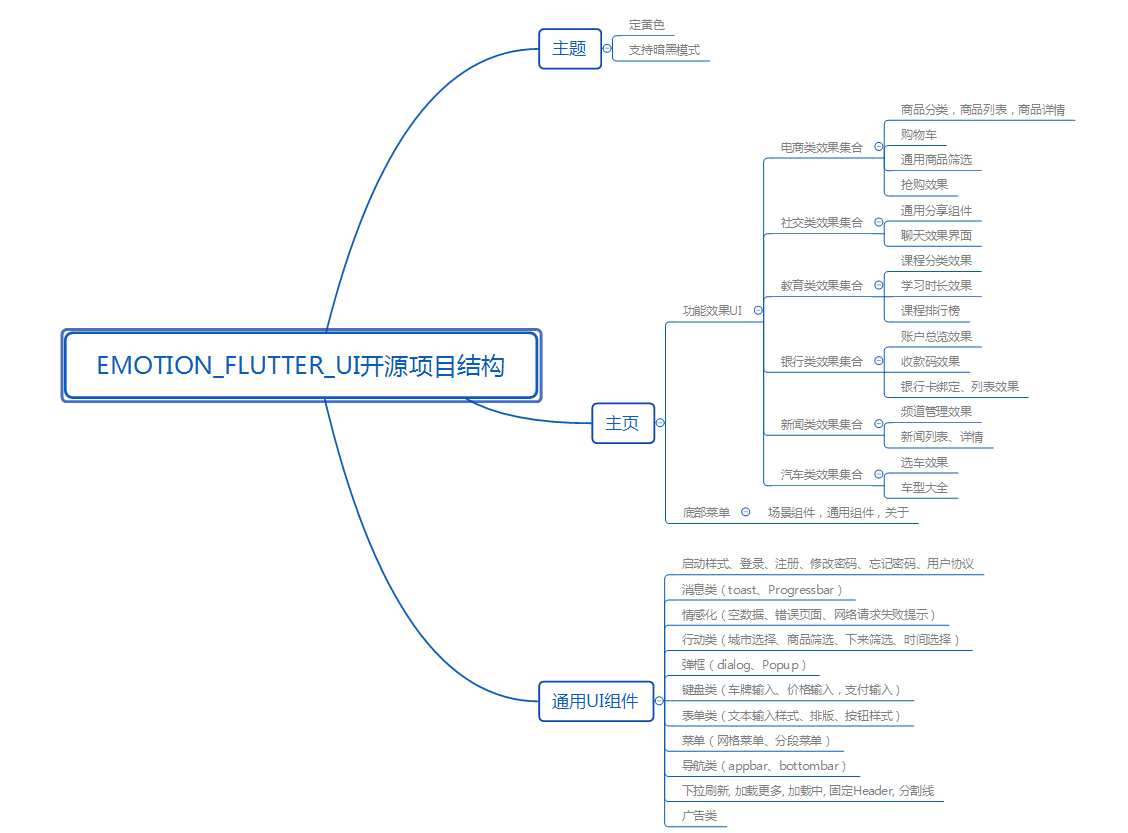 定黄色
主题
支持暗黑模式
商品分类，商品列表，商品详情
购物车
电商类效果集合
通用商品筛选
抢购效果
通用分享组件
社交类效果集合
聊天效果界面
课程分类效果
教育类效果集合
学习时长效果
功能效果UI
课程排行榜
账户总览效果
银行类效果集合
收款码效果
EMOTION_FLUTTER_UI开源项目结构
银行卡绑定、列表效果
频道管理效果
主页
新闻类效果集合
新闻列表、详情
选车效果
汽车类效果集合
车型大全
底部菜单
场景组件，通用组件，关于
启动样式、登录、注册、修改密码、忘记密码、用户协议
消息类（toast、Progressbar）
情感化（空数据、错误页面、网络请求失败提示）
行动类（城市选择、商品筛选、下来筛选、时间选择）
弹框（dialog、Popup）
键盘类（车牌输入、价格输入，支付输入）
通用UI组件
表单类（文本输入样式、排版、按钮样式）
菜单（网格菜单、分段菜单）
导航类（appbar、bottombar）
下拉刷新, 加载更多, 加载中, 固定Header, 分割线
广告类